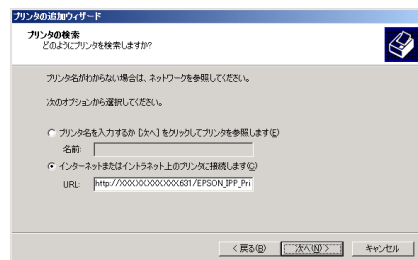 プリンタの追加ウィザード
プリンタの検索
どのようにプリンタを検索しますか?
プリンタ名がわからない場合は、ネットワークを参照してください。
次のオプションから選択してください。
プリンタ名を入力するか [次へ] をクリックしてプリンタを参照します(E)
名前:
インターネットまたはイントラネット上のプリンタに接続します(C)
URL: http://XXX.XXX.XXX.XXX:631/EPSON_IPP_Pri
< 戻る(B)
次へ(N) >
キャンセル